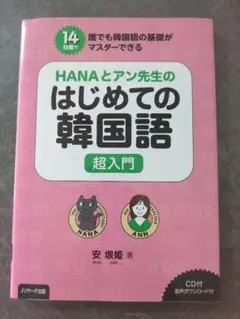 14日間で
誰でも韓国語の基礎が
マスターできる
HANAとアン先生の
はじめての
韓国語
超入門
HANA
ANN
安 垠姫 著
CD付
音声ダウンロード付
Jリサーチ出版